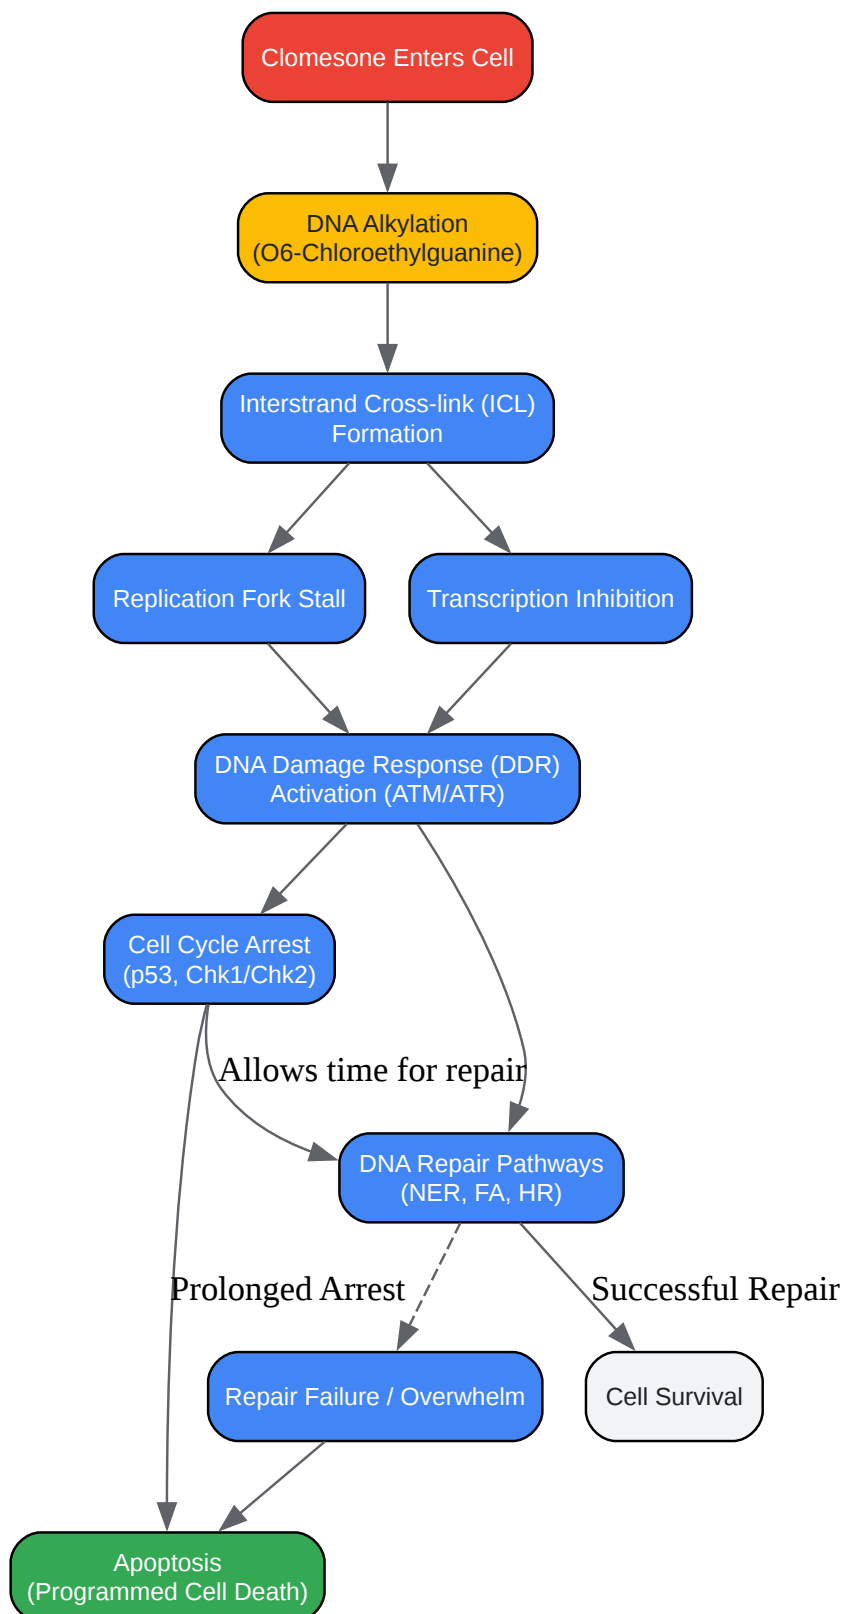 Clomesone Enters Cell
DNA Alkylation
(O6-Chloroethylguanine)
Interstrand Cross-link (ICL)
Formation
Replication Fork Stall
Transcription Inhibition
DNA Damage Response (DDR)
Activation (ATM/ATR)
Cell Cycle Arrest
(p53, Chk1/Chk2)
Allows time for repair
DNA Repair Pathways
(NER, FA, HR)
Prolonged Arrest
Successful Repair
Repair Failure / Overwhelm
Cell Survival
Apoptosis
(Programmed Cell Death)